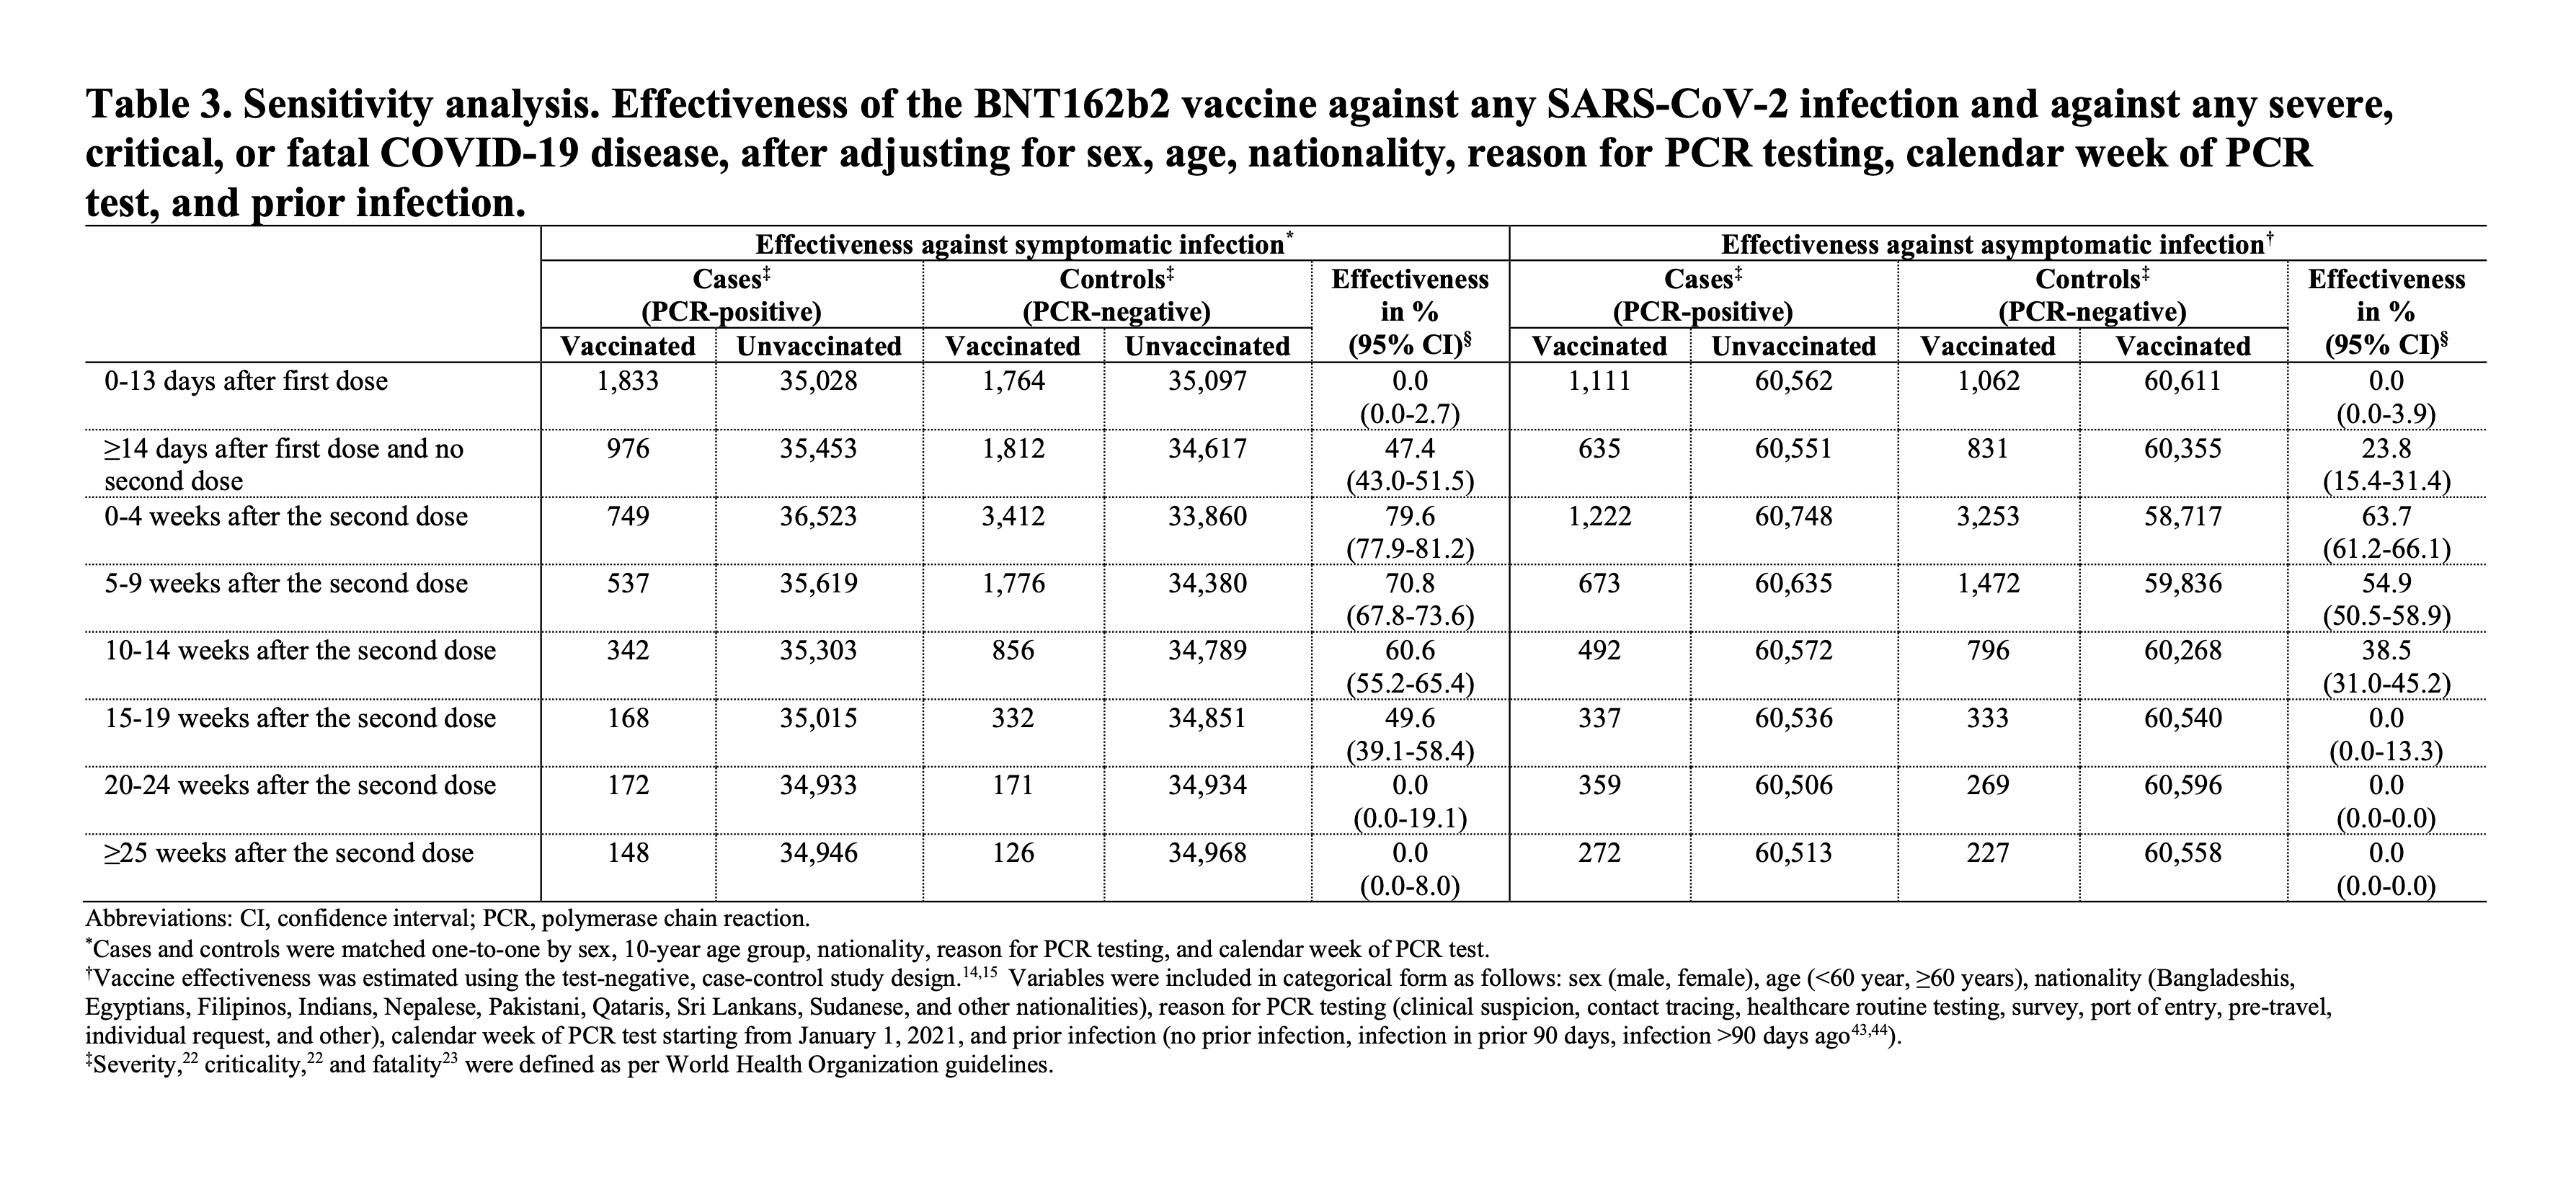 Table 3. Sensitivity analysis. Effectiveness of the BNT162b2 vaccine against any SARS-CoV-2 infection and against any severe,
critical, or fatal COVID-19 disease, after adjusting for sex, age, nationality, reason for PCR testing, calendar week of PCR
test, and prior infection.
Effectiveness against symptomatic infection* Effectiveness against asymptomatic infection†
Cases‡ Controls‡ Effectiveness Cases‡ Controls‡ Effectiveness
(PCR-positive) (PCR-negative) in % (PCR-positive) (PCR-negative) in %
Vaccinated Unvaccinated Vaccinated Unvaccinated (95% CI)§ Vaccinated Unvaccinated Vaccinated Vaccinated (95% CI)§
0-13 days after first dose 1,833 35,028 1,764 35,097 0.0 1,111 60,562 1,062 60,611 0.0
(0.0-2.7) (0.0-3.9)
≥14 days after first dose and no 976 35,453 1,812 34,617 47.4 635 60,551 831 60,355 23.8
second dose (43.0-51.5) (15.4-31.4)
0-4 weeks after the second dose 749 36,523 3,412 33,860 79.6 1,222 60,748 3,253 58,717 63.7
(77.9-81.2) (61.2-66.1)
5-9 weeks after the second dose 537 35,619 1,776 34,380 70.8 673 60,635 1,472 59,836 54.9
(67.8-73.6) (50.5-58.9)
10-14 weeks after the second dose 342 35,303 856 34,789 60.6 492 60,572 796 60,268 38.5
(55.2-65.4) (31.0-45.2)
15-19 weeks after the second dose 168 35,015 332 34,851 49.6 337 60,536 333 60,540 0.0
(39.1-58.4) (0.0-13.3)
20-24 weeks after the second dose 172 34,933 171 34,934 0.0 359 60,506 269 60,596 0.0
(0.0-19.1) (0.0-0.0)
≥25 weeks after the second dose 148 34,946 126 34,968 0.0 272 60,513 227 60,558 0.0
(0.0-8.0) (0.0-0.0)
Abbreviations: CI, confidence interval; PCR, polymerase chain reaction.
*Cases and controls were matched one-to-one by sex, 10-year age group, nationality, reason for PCR testing, and calendar week of PCR test.
†Vaccine effectiveness was estimated using the test-negative, case-control study design.14,15 Variables were included in categorical form as follows: sex (male, female), age (<60 year, ≥60 years), nationality (Bangladeshis,
Egyptians, Filipinos, Indians, Nepalese, Pakistani, Qataris, Sri Lankans, Sudanese, and other nationalities), reason for PCR testing (clinical suspicion, contact tracing, healthcare routine testing, survey, port of entry, pre-travel,
individual request, and other), calendar week of PCR test starting from January 1, 2021, and prior infection (no prior infection, infection in prior 90 days, infection >90 days ago43,44).
‡Severity,22 criticality,22 and fatality23 were defined as per World Health Organization guidelines.